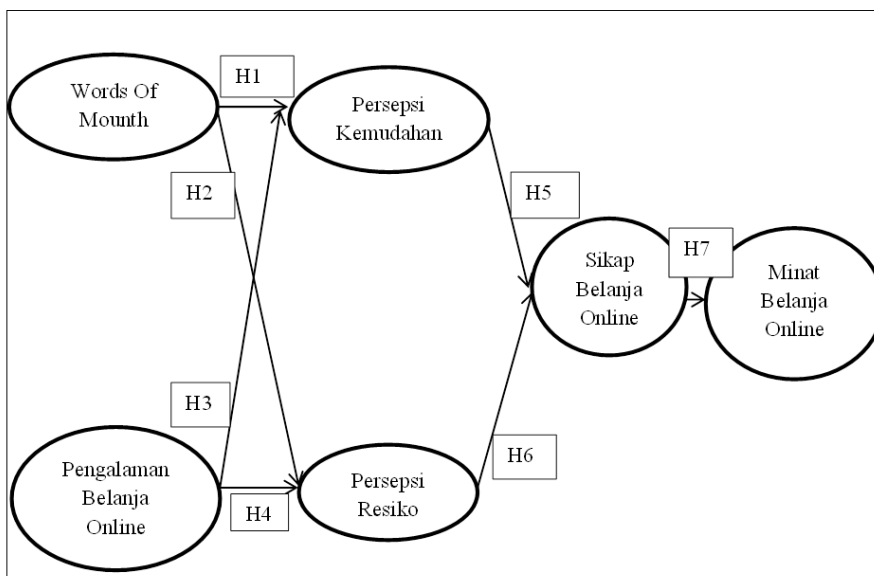 H1
Words Of
Mounth
Persepsi
Kemudahan
H2
H5
Sikap
Belanja
Online
H7
Minat
Belanja
Online
H3
Pengalaman
Belanja
Online
H4
Persepsi
Resiko
H6